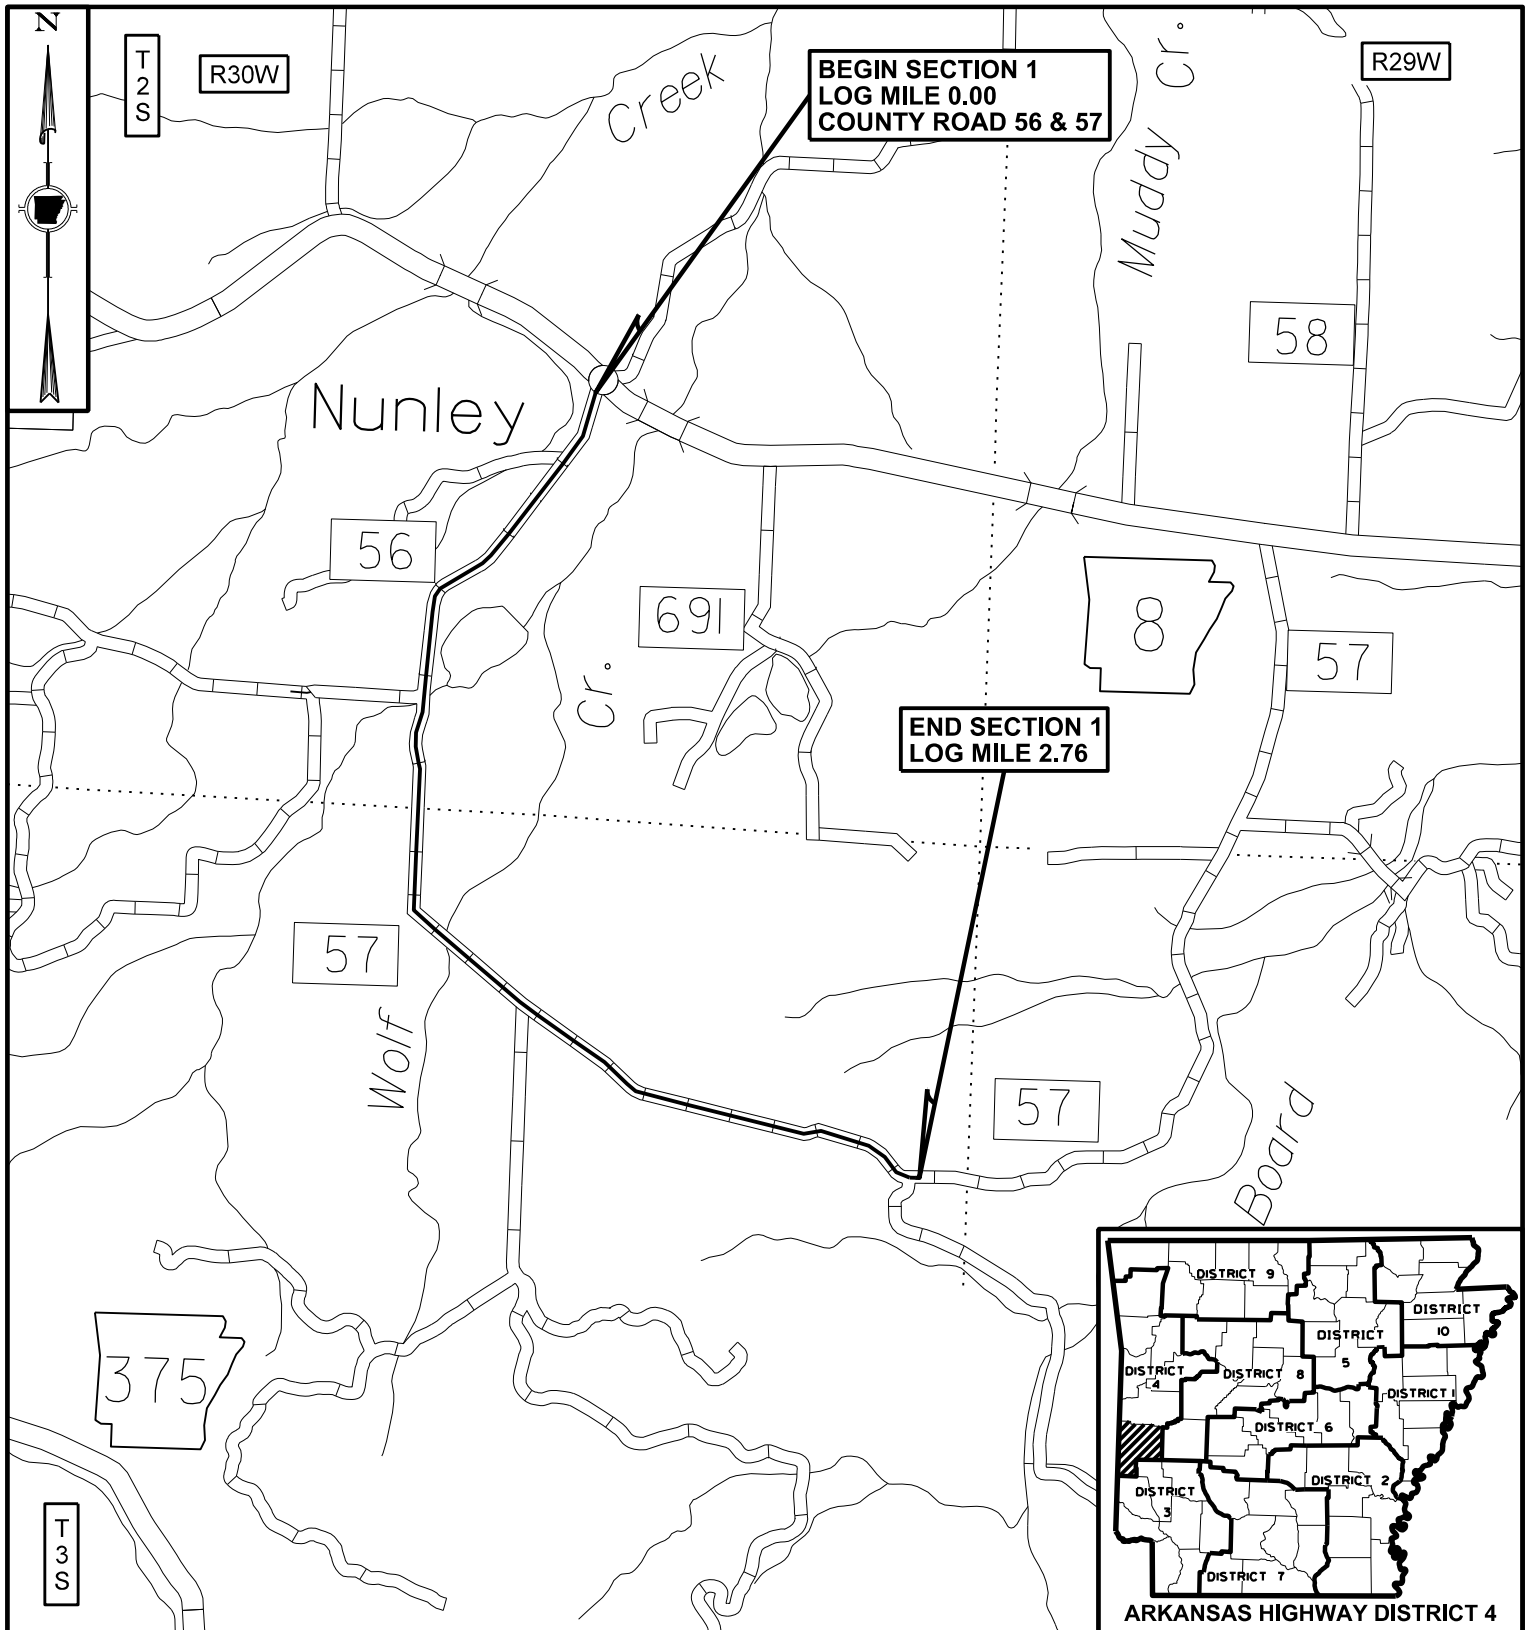 N
T
2
S
R30W
Creek
BEGIN SECTION 1
LOG MILE 0.00
COUNTY ROAD 56 & 57
Muddy Cr.
R29W
58
Nunley
56
691
8
57
Cr.
END SECTION 1
LOG MILE 2.76
57
Wolf
57
Board
375
T
3
S
DISTRICT 9
DISTRICT
10
DISTRICT
5
DISTRICT
4
DISTRICT 8
DISTRICT 1
DISTRICT 6
DISTRICT 2
DISTRICT
3
DISTRICT 7
ARKANSAS HIGHWAY DISTRICT 4